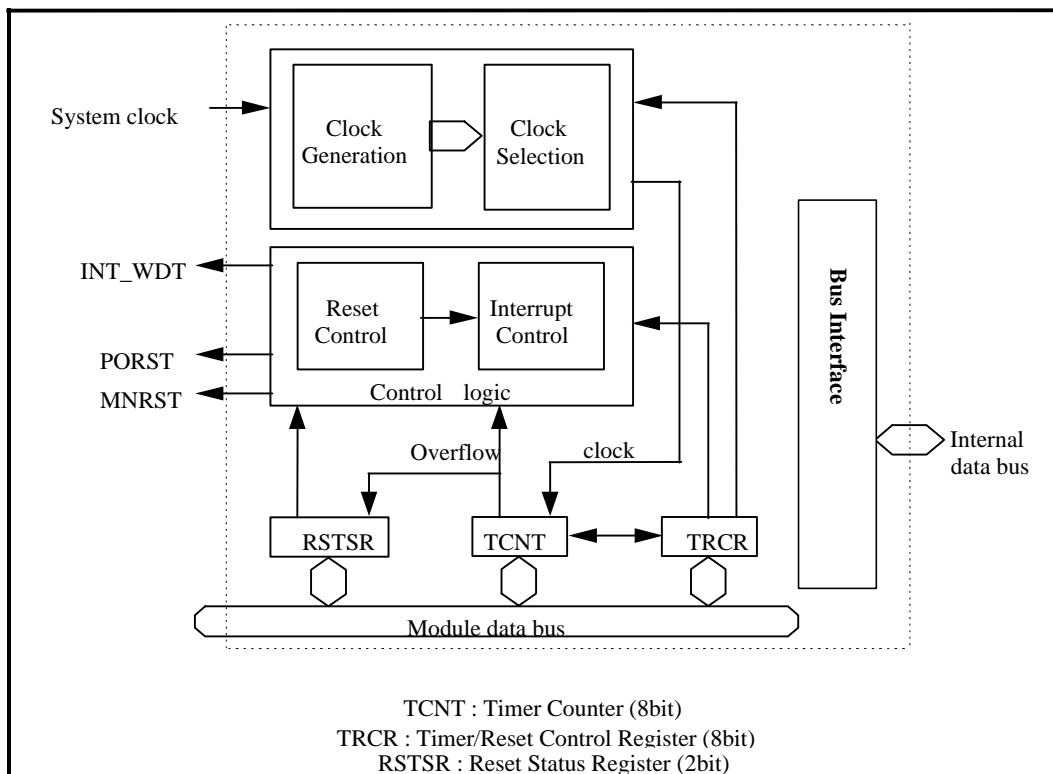 System clock
Clock
Generation
Clock
Selection
INT_WDT
PORST
MNRST
Reset
Control
Interrupt
Control
Control logic
Bus Interface
Internal
data bus
Overflow
clock
RSTSR
TCNT
TRCR
Module data bus
TCNT : Timer Counter (8bit)
TRCR : Timer/Reset Control Register (8bit)
RSTSR : Reset Status Register (2bit)